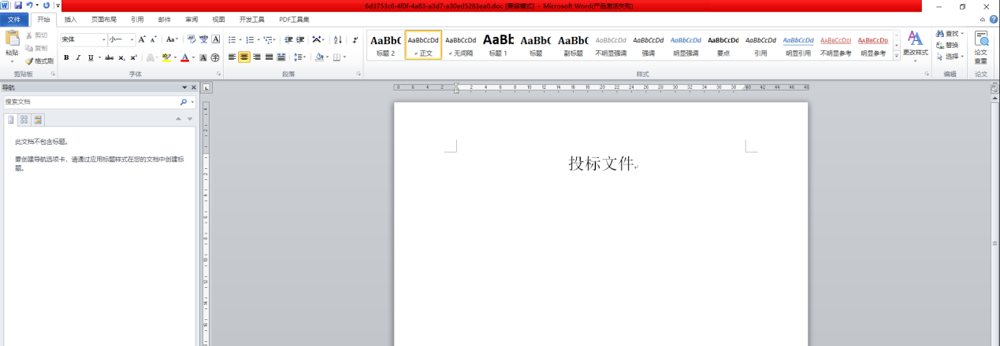 6d3753c6-4f0f-4a83-a3d7-a30ed5283ea0.doc [兼容模式] - Microsoft Word(产品激活失败)
文件 开始 插入 页面布局 引用 邮件 审阅 视图 开发工具 PDF工具集
粘贴 剪切 复制 格式刷
剪贴板
宋体 小一
字体
段落
AaBbC AaBbCcDd AaBbCcDd AaBb AaBbC AaBbC AaBbCcDd AaBbCcDd AaBbCcDd AaBbCcDd AaBbCcDd AaBbCcDd AaBbCcDd AaBbCcDd
标题 2 正文 无间隔 标题 1 标题 副标题 不明显强调 强调 明显强调 要点 引用 明显引用 不明显参考 明显参考
更改样式
样式
查找
替换
选择
编辑
论文查重
论文
导航
搜索文档
此文档不包含标题。
要创建导航选项卡，请通过应用标题样式在您的文档中创建标
题。
8 6 4 2 2 4 6 8 10 12 14 16 18 20 22 24 26 28 30 32 34 36 38 40 42 44 46 48
投标文件